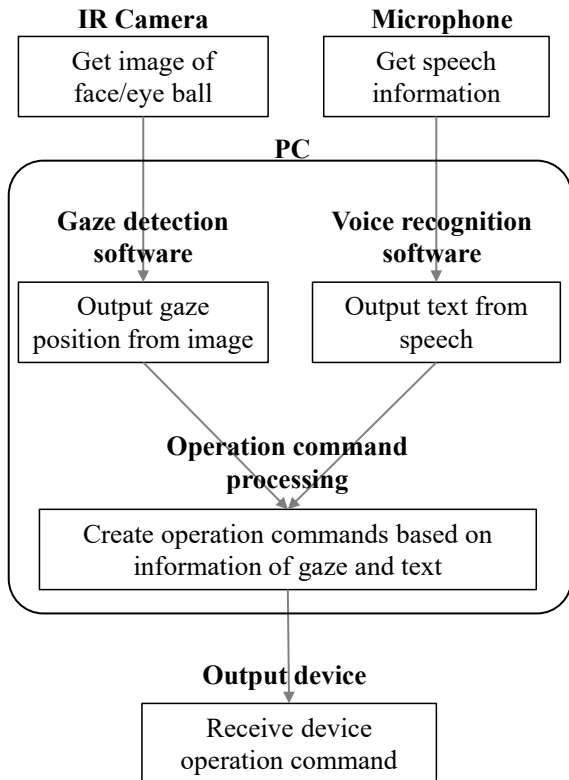 IR Camera
Get image of
face/eye ball
Microphone
Get speech
information
PC
Gaze detection
software
Output gaze
position from image
Voice recognition
software
Output text from
speech
Operation command
processing
Create operation commands based on
information of gaze and text
Output device
Receive device
operation command